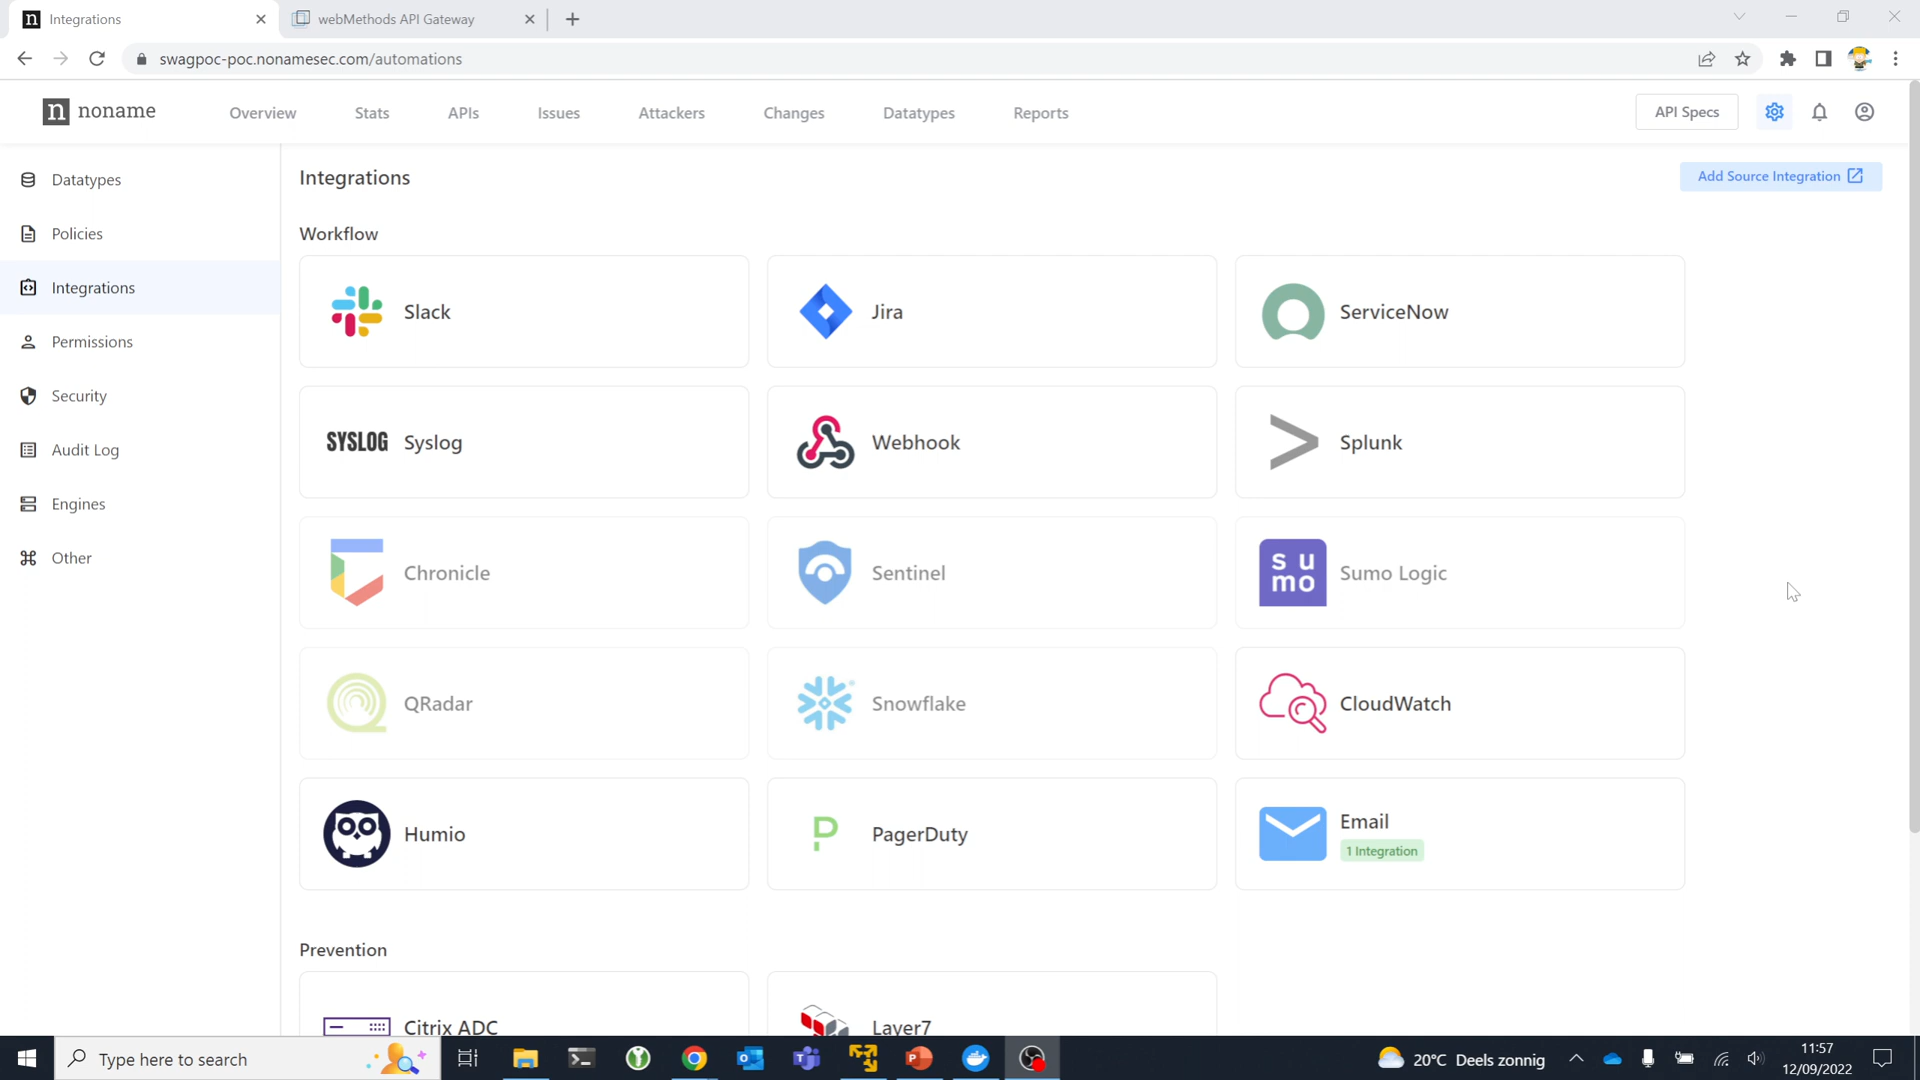 Integrations
webMethods API Gateway
swagpoc-poc.nonamesec.com/automations
n noname
Overview
Stats
APIs
Issues
Attackers
Changes
Datatypes
Reports
API Specs
Datatypes
Policies
Integrations
Permissions
Security
Audit Log
Engines
Other
Integrations
Add Source Integration
Workflow
Slack
Jira
ServiceNow
SYSLOG Syslog
Webhook
Splunk
Chronicle
Sentinel
su
mo
Sumo Logic
QRadar
Snowflake
CloudWatch
Humio
PagerDuty
Email
1 Integration
Prevention
Citrix ADC
Layer7
Type here to search
20°C Deels zonnig
11:57
12/09/2022